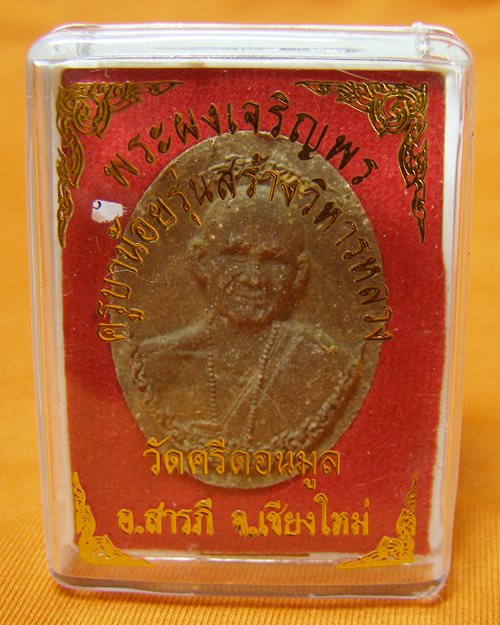 พระผงเจริญพร
ครูบาน้อยรุ่นสร้างวิหารหลวง
วัดศรีดอนมูล
อ.สารภี จ.เชียงใหม่